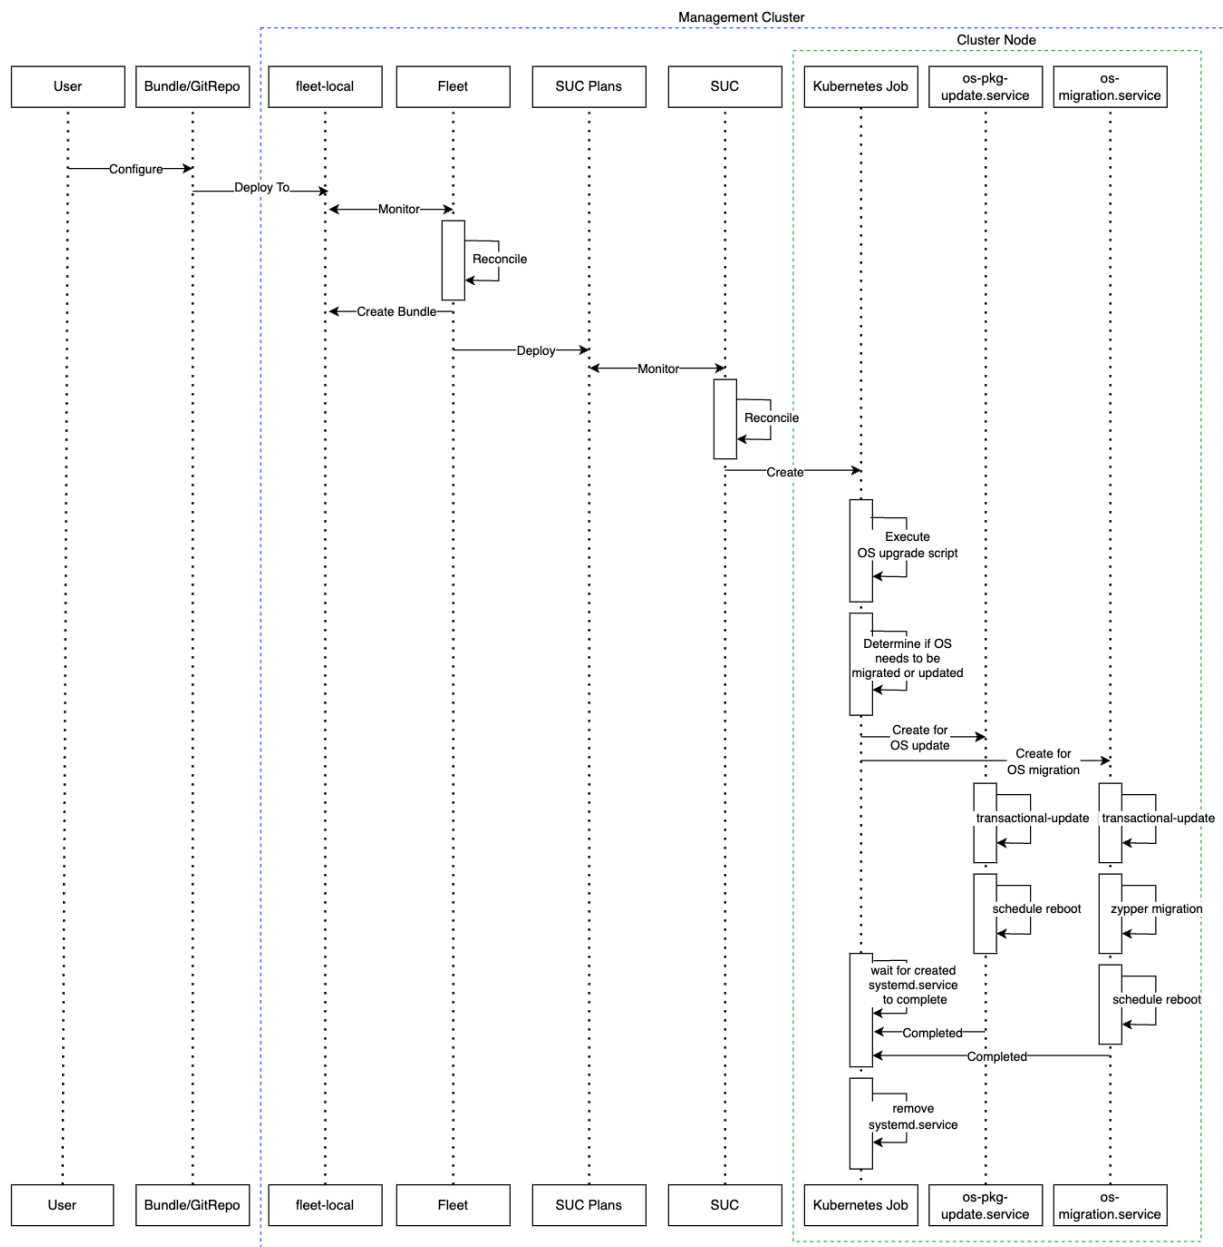 Management Cluster
Cluster Node
User
Bundle/GitRepo
fleet-local
Fleet
SUC Plans
SUC
Kubernetes Job
os-pkg-
update.service
os-
migration.service
Configure
Deploy To
Monitor
Reconcile
Create Bundle
Deploy
Monitor
Reconcile
Create
Execute
OS upgrade script
Determine if OS
needs to be
migrated or updated
Create for
OS update
Create for
OS migration
transactional-update
transactional-update
schedule reboot
zypper migration
wait for created
systemd.service
to complete
schedule reboot
Completed
Completed
remove
systemd.service
User
Bundle/GitRepo
fleet-local
Fleet
SUC Plans
SUC
Kubernetes Job
os-pkg-
update.service
os-
migration.service